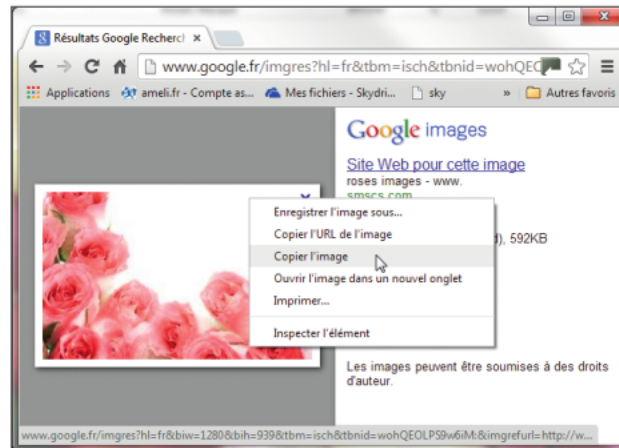 Résultats Google Recherch
www.google.fr/imgres?hl=fr&tbm=isch&tbnid=wohQEO
Applications ameli.fr - Compte as... Mes fichiers - Skydri... sky » Autres favoris
Google images
Site Web pour cette image
roses images - www.
smscs.com
Enregistrer l'image sous...
Copier l'URL de l'image
), 592KB
Copier l'image
Ouvrir l'image dans un nouvel onglet
Imprimer...
Inspecter l'élément
Les images peuvent être soumises à des droits
d'auteur.
www.google.fr/imgres?hl=fr&biw=1280&bih=939&tbm=isch&tbnid=wohQEOLPS9w6iM:&imgrefurl=http://w...